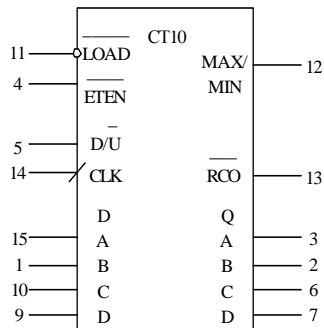 CT10
11 LOAD MAX/ 12
4 ETEN MIN
5 D/U
14 CLK RCO 13
D Q
15 A A 3
1 B B 2
10 C C 6
9 D D 7